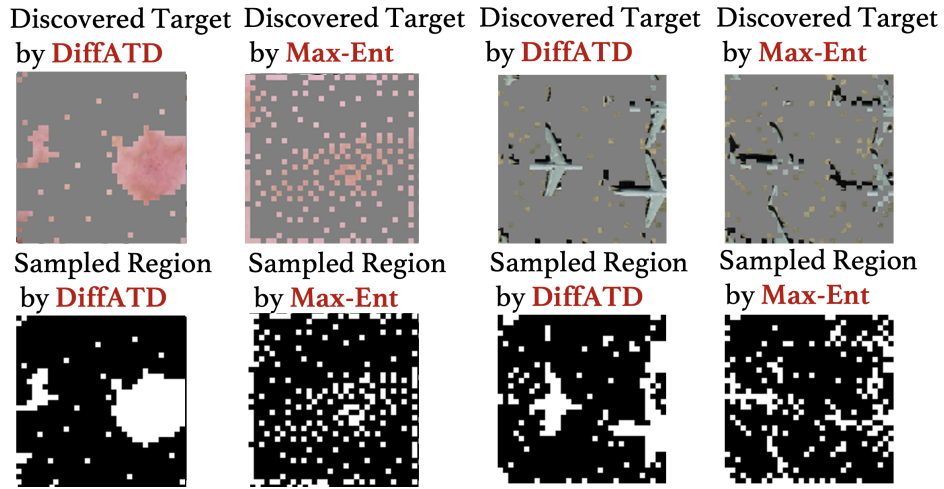 Discovered Target
by DiffATD
Discovered Target
by Max-Ent
Discovered Target
by DiffATD
Discovered Target
by Max-Ent
Sampled Region
by DiffATD
Sampled Region
by Max-Ent
Sampled Region
by DiffATD
Sampled Region
by Max-Ent